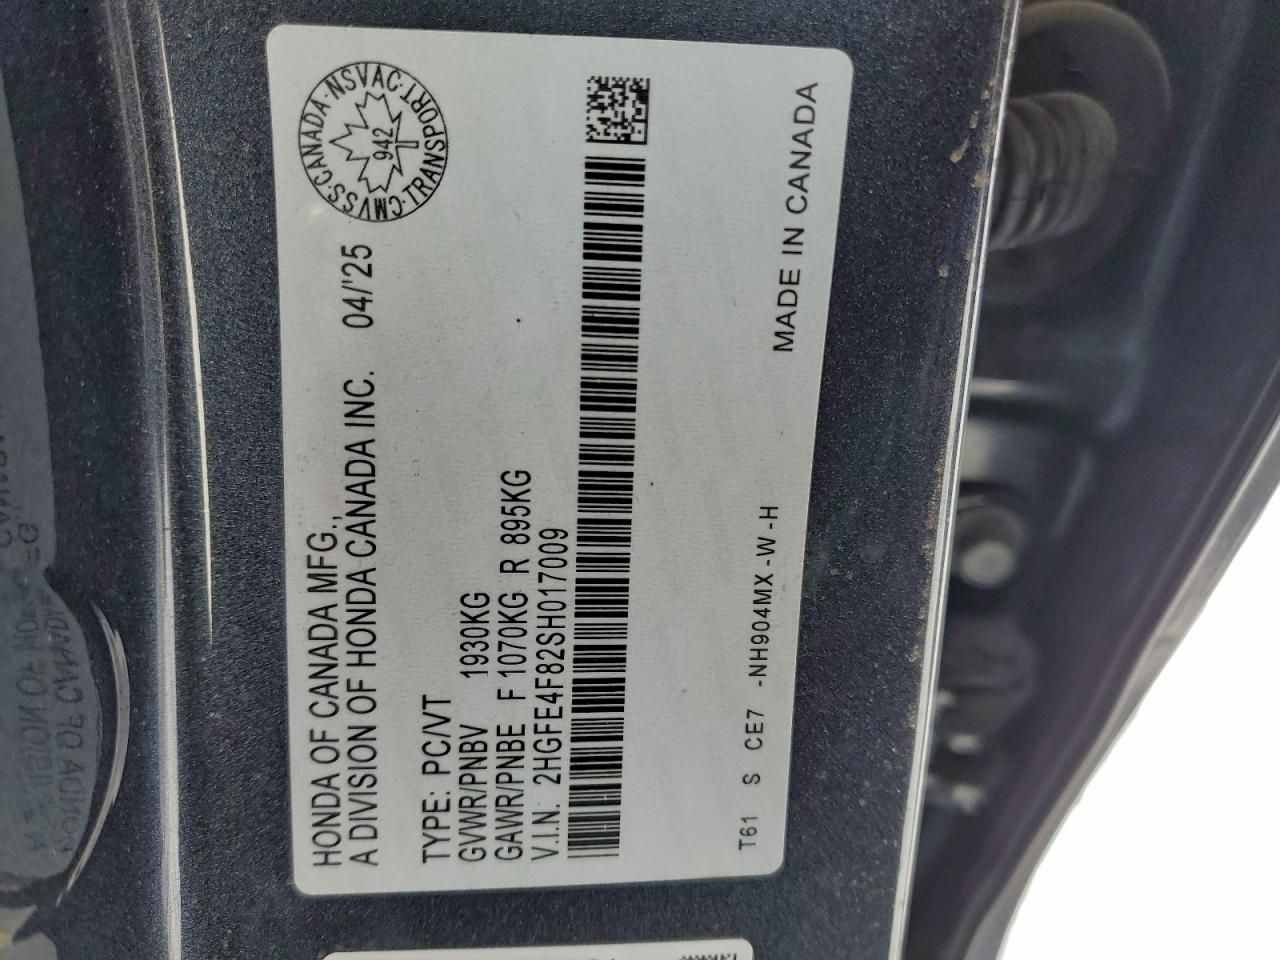 HONDA OF CANADA MFG.,
A DIVISION OF HONDA CANADA INC. 04/'25
CMVSS·CANADA·NSVAC·CMTRANSPORT
942
TYPE: PC/VT
GVWR/PNBV 1930KG
GAWR/PNBE F 1070KG R 895KG
V.I.N. 2HGFE4F82SH017009
T61 S CE7 -NH904MX-W-H
MADE IN CANADA